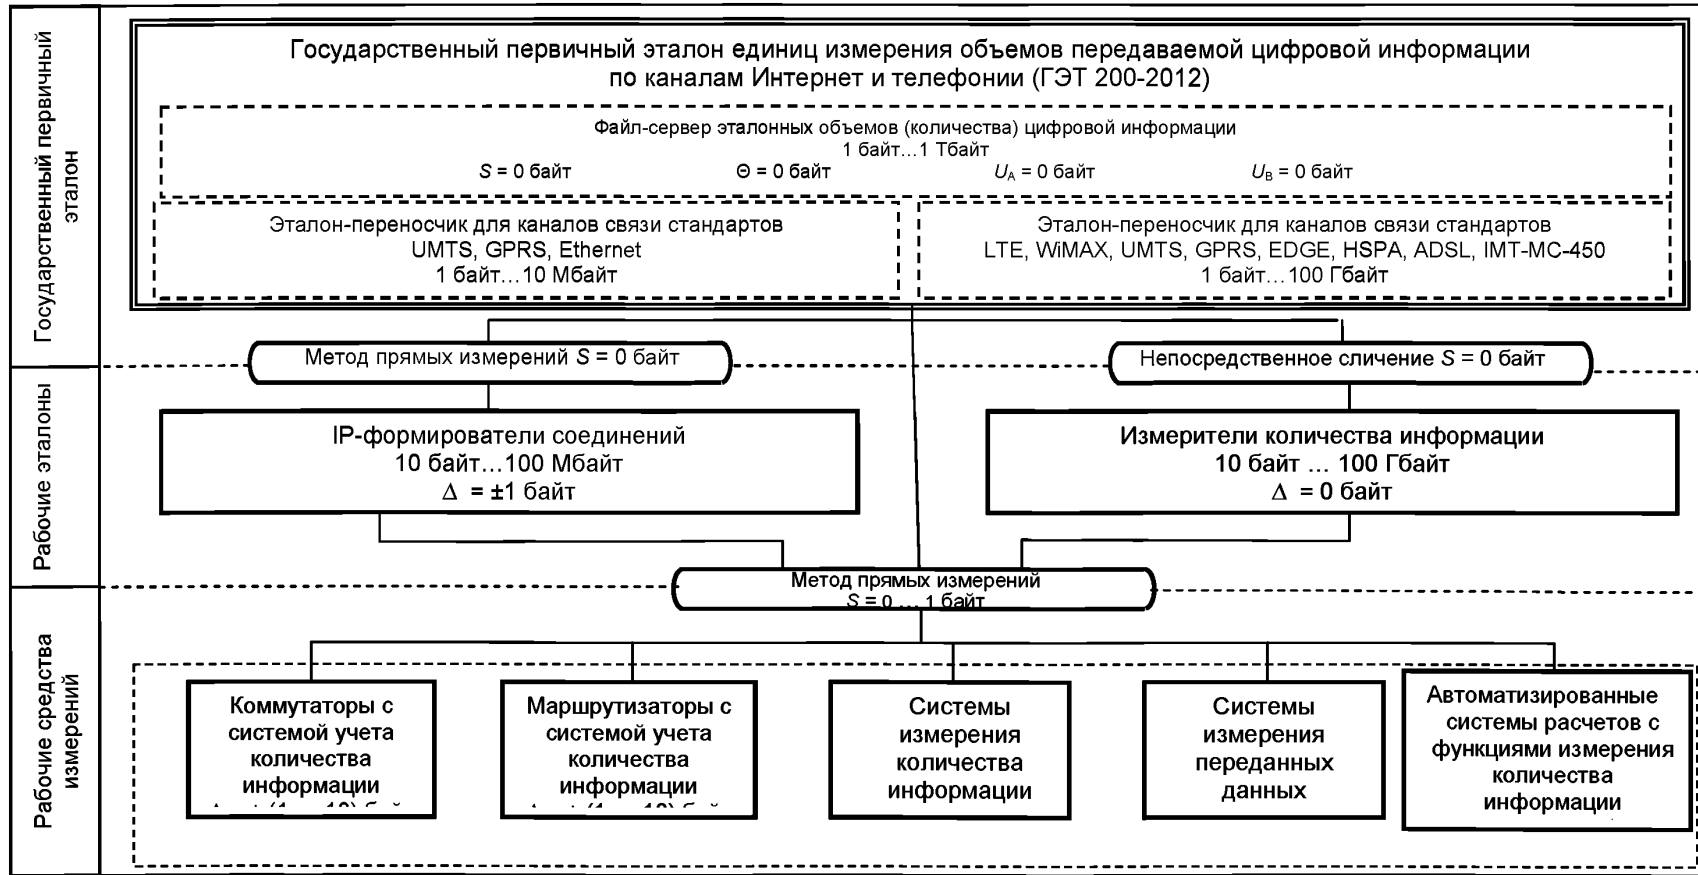 Государственный первичный
эталон
Государственный первичный эталон единиц измерения объемов передаваемой цифровой информации
по каналам Интернет и телефонии (ГЭТ 200-2012)
Файл-сервер эталонных объемов (количества) цифровой информации
1 байт…1 Тбайт
S = 0 байт Θ = 0 байт U_A = 0 байт U_B = 0 байт
Эталон-переносчик для каналов связи стандартов
UMTS, GPRS, Ethernet
1 байт…10 Мбайт
Эталон-переносчик для каналов связи стандартов
LTE, WiMAX, UMTS, GPRS, EDGE, HSPA, ADSL, IMT-MC-450
1 байт…100 Гбайт
Метод прямых измерений S = 0 байт
Непосредственное сличение S = 0 байт
Рабочие эталоны
IP-формирователи соединений
10 байт…100 Мбайт
Δ = ±1 байт
Измерители количества информации
10 байт … 100 Гбайт
Δ = 0 байт
Метод прямых измерений
S = 0 … 1 байт
Рабочие средства
измерений
Коммутаторы с
системой учета
количества
информации
Маршрутизаторы с
системой учета
количества
информации
Системы
измерения
количества
информации
Системы
измерения
переданных
данных
Автоматизированные
системы расчетов с
функциями измерения
количества
информации